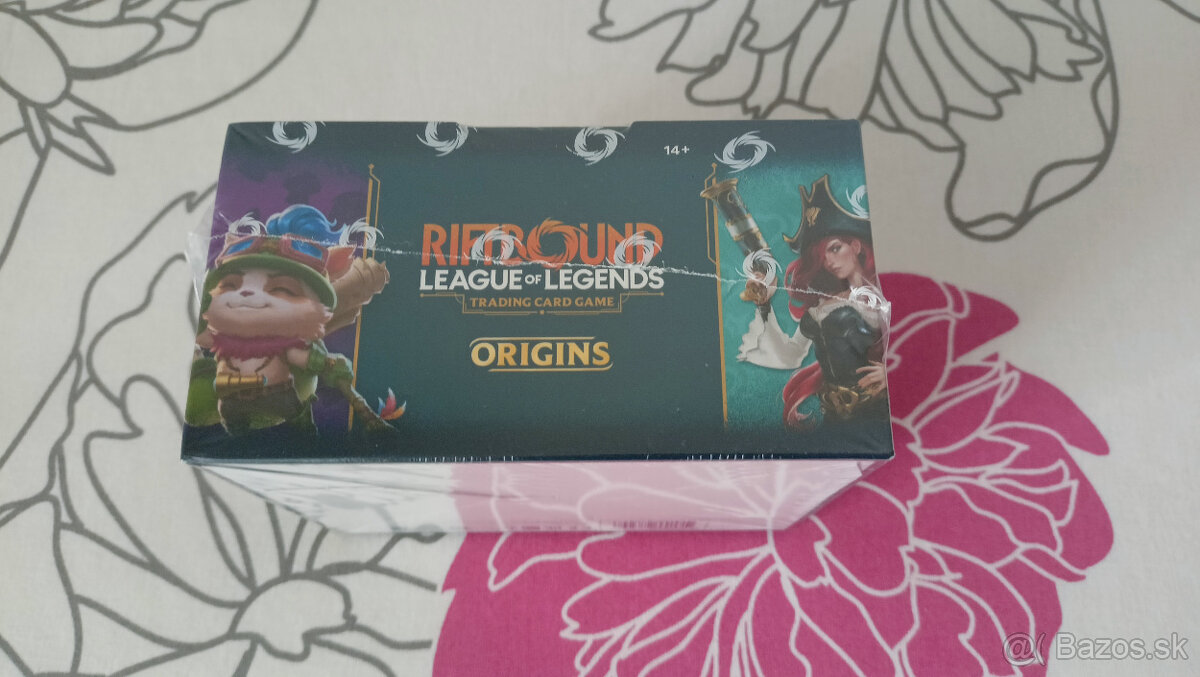 14+
RIFTBOUND
LEAGUE OF LEGENDS
TRADING CARD GAME
ORIGINS
@( Bazos.sk